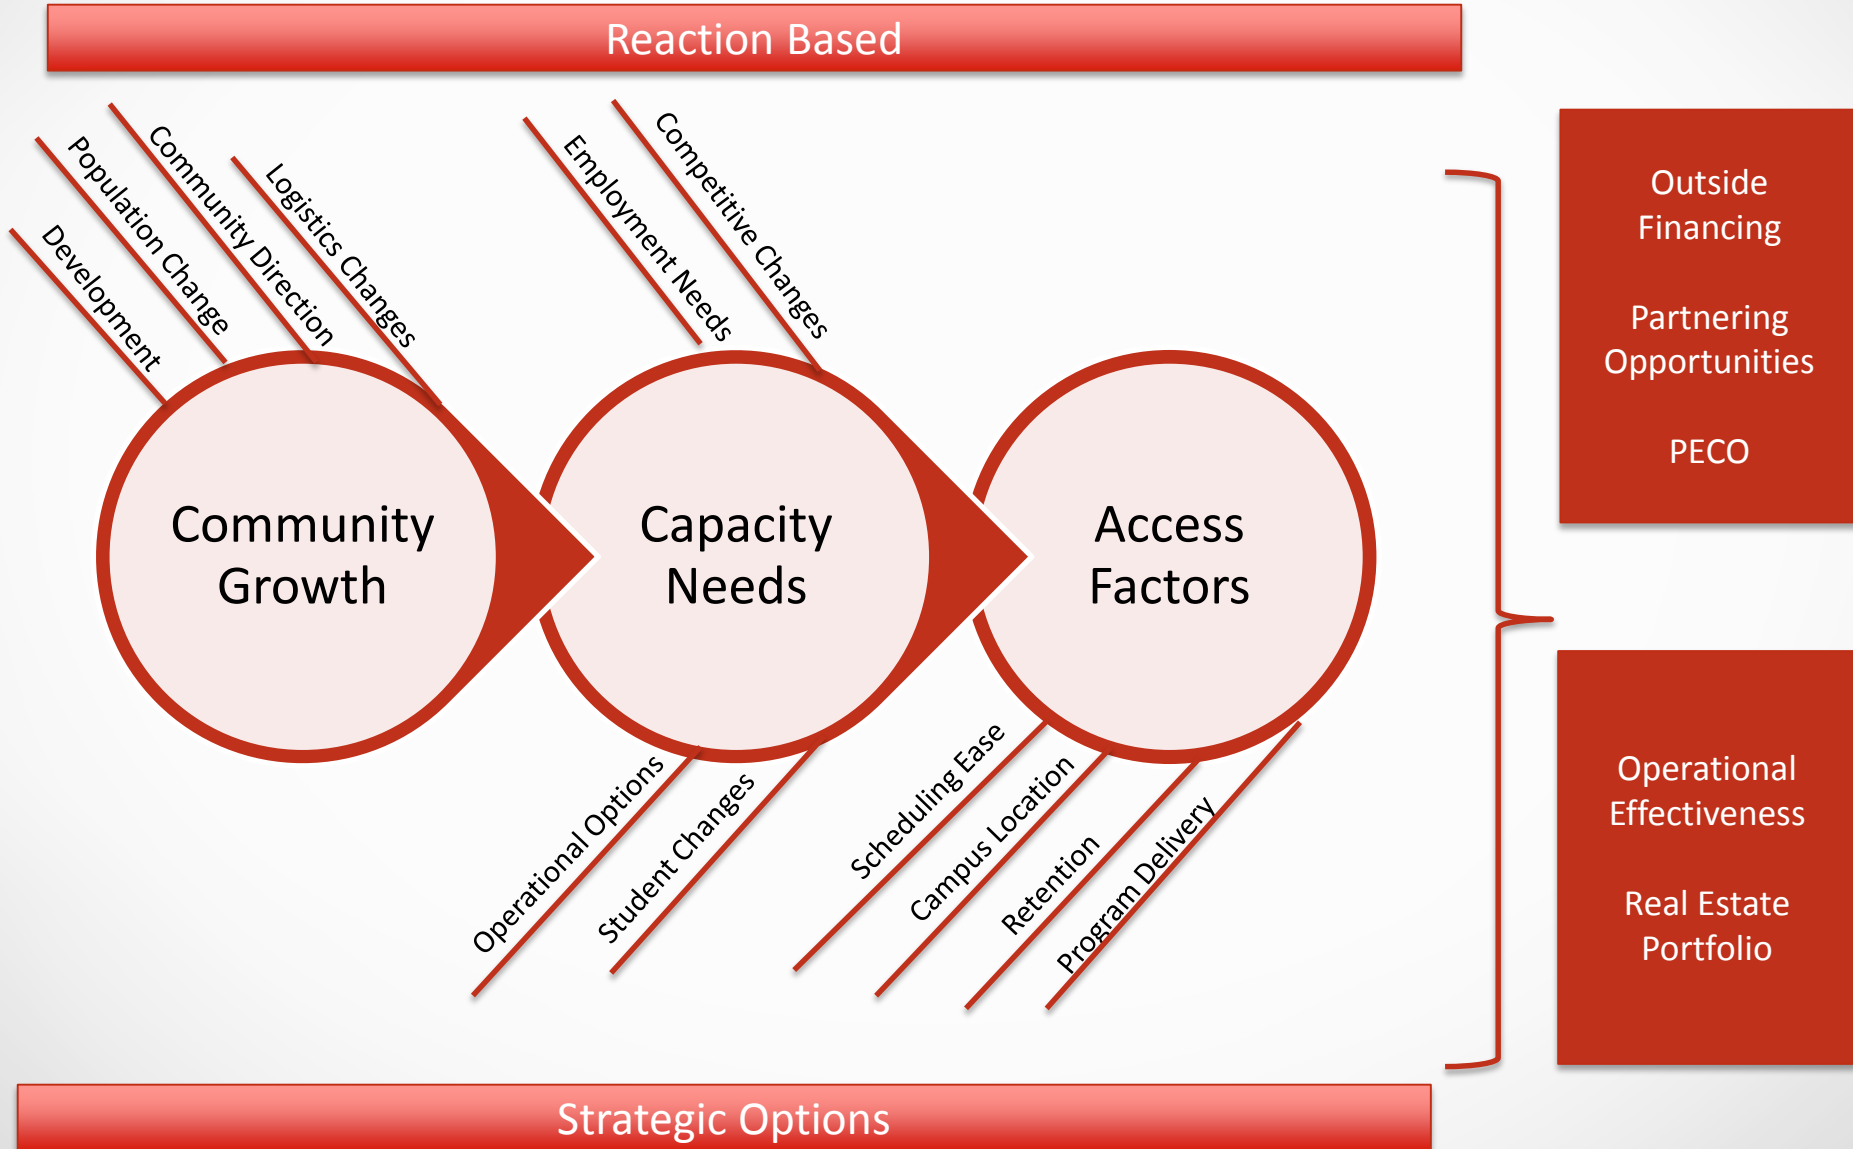 Reaction Based
Development
Population Change
Community Direction
Logistics Changes
Employment Needs
Competitive Changes
Community
Growth
Capacity
Needs
Access
Factors
Operational Options
Student Changes
Scheduling Ease
Campus Location
Retention
Program Delivery
Outside
Financing
Partnering
Opportunities
PECO
Operational
Effectiveness
Real Estate
Portfolio
Strategic Options